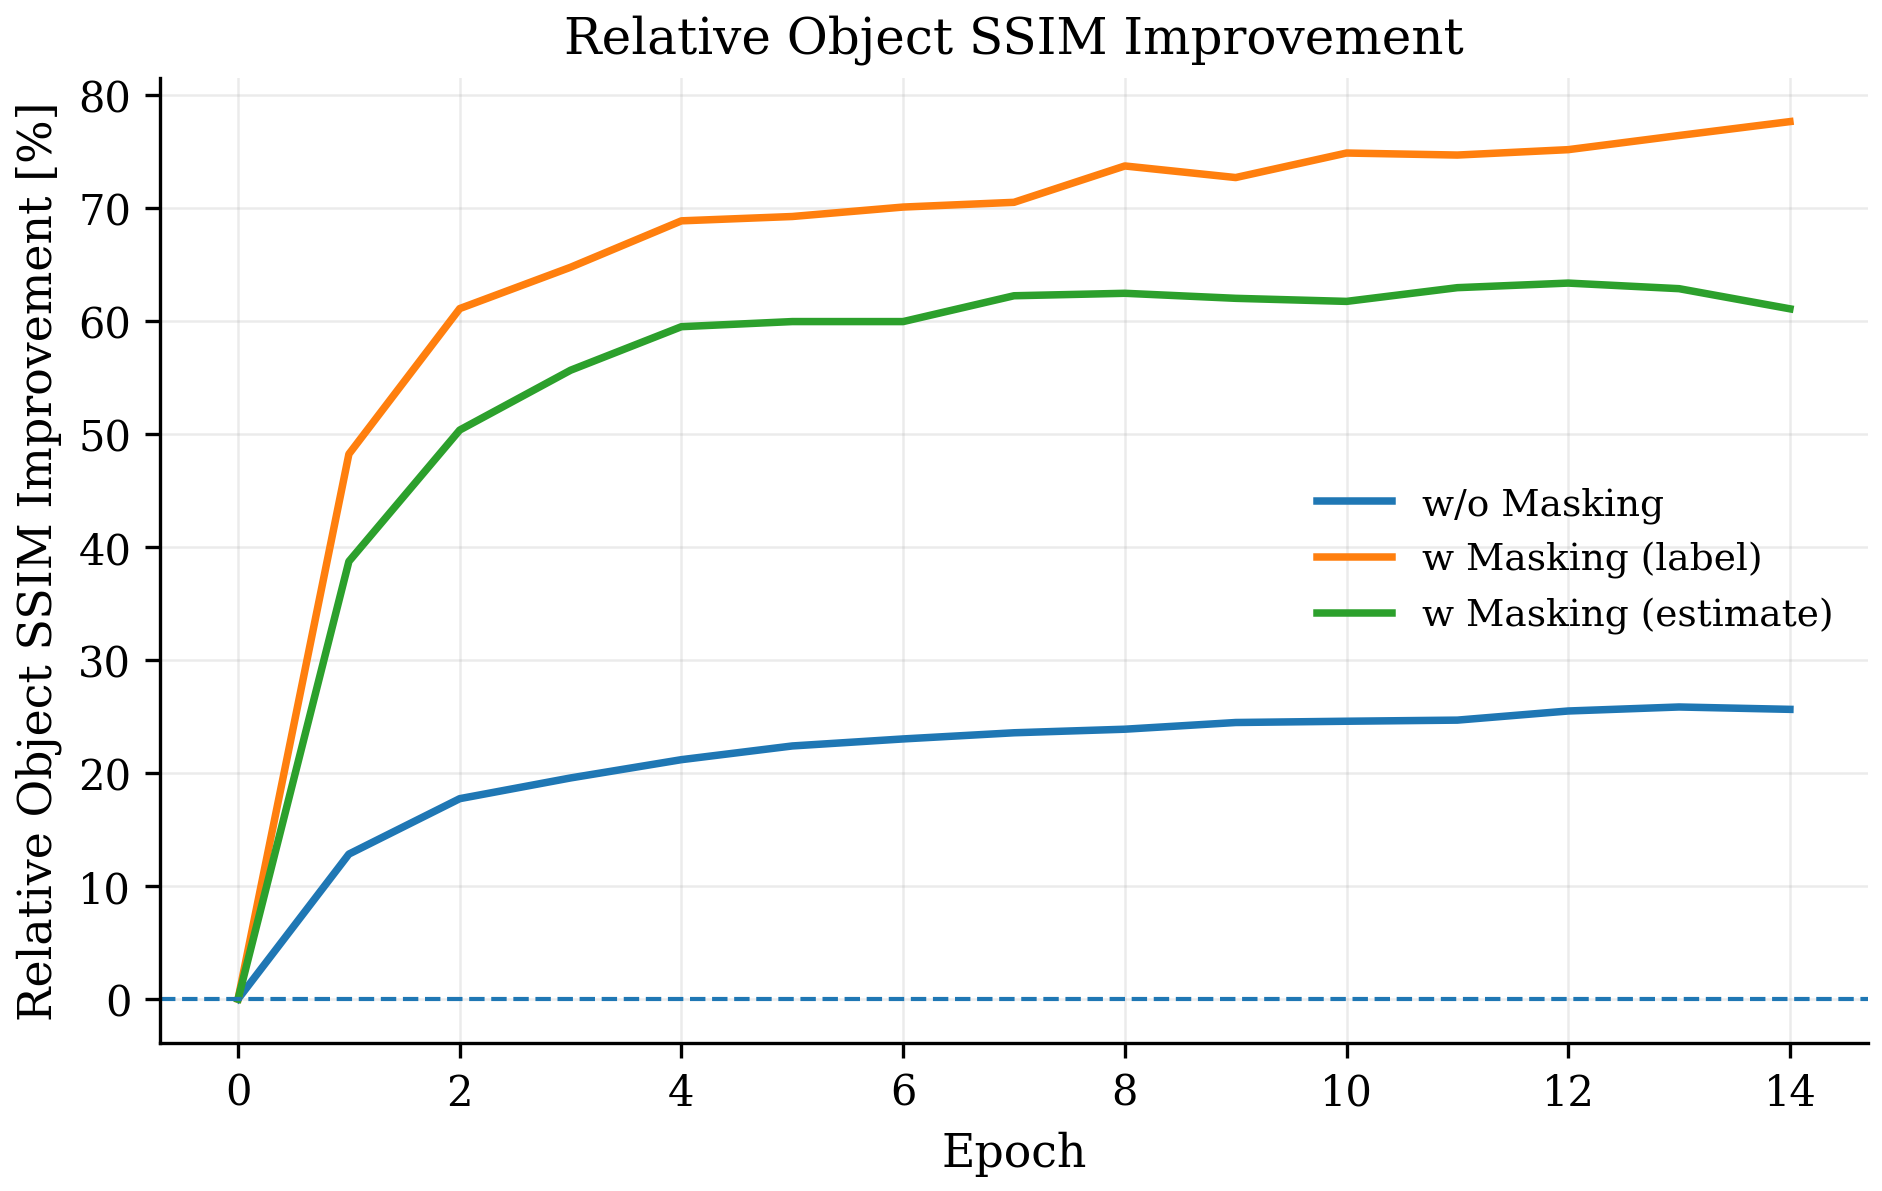 Relative Object SSIM Improvement
Relative Object SSIM Improvement [%]
80
70
60
50
40
30
20
10
0
w/o Masking
w Masking (label)
w Masking (estimate)
0 2 4 6 8 10 12 14
Epoch